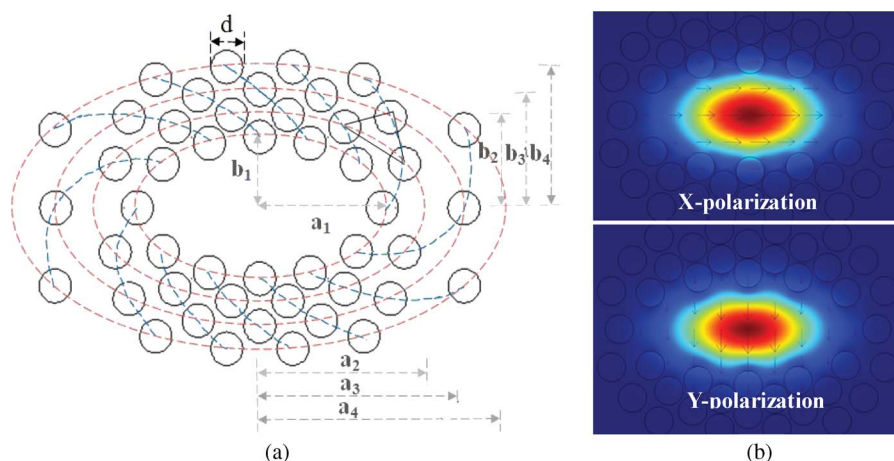 d
b₁
a₁
b₂
b₃
b₄
a₂
a₃
a₄
(a)
X-polarization
Y-polarization
(b)